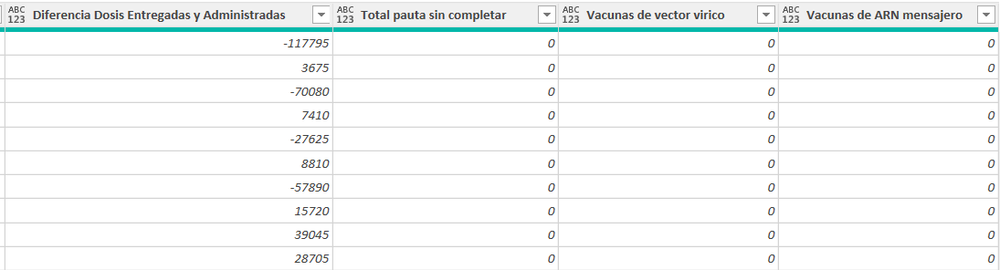 ABC 123 Diferencia Dosis Entregadas y Administradas ABC 123 Total pauta sin completar ABC 123 Vacunas de vector virico ABC 123 Vacunas de ARN mensajero
-117795 0 0 0
3675 0 0 0
-70080 0 0 0
7410 0 0 0
-27625 0 0 0
8810 0 0 0
-57890 0 0 0
15720 0 0 0
39045 0 0 0
28705 0 0 0